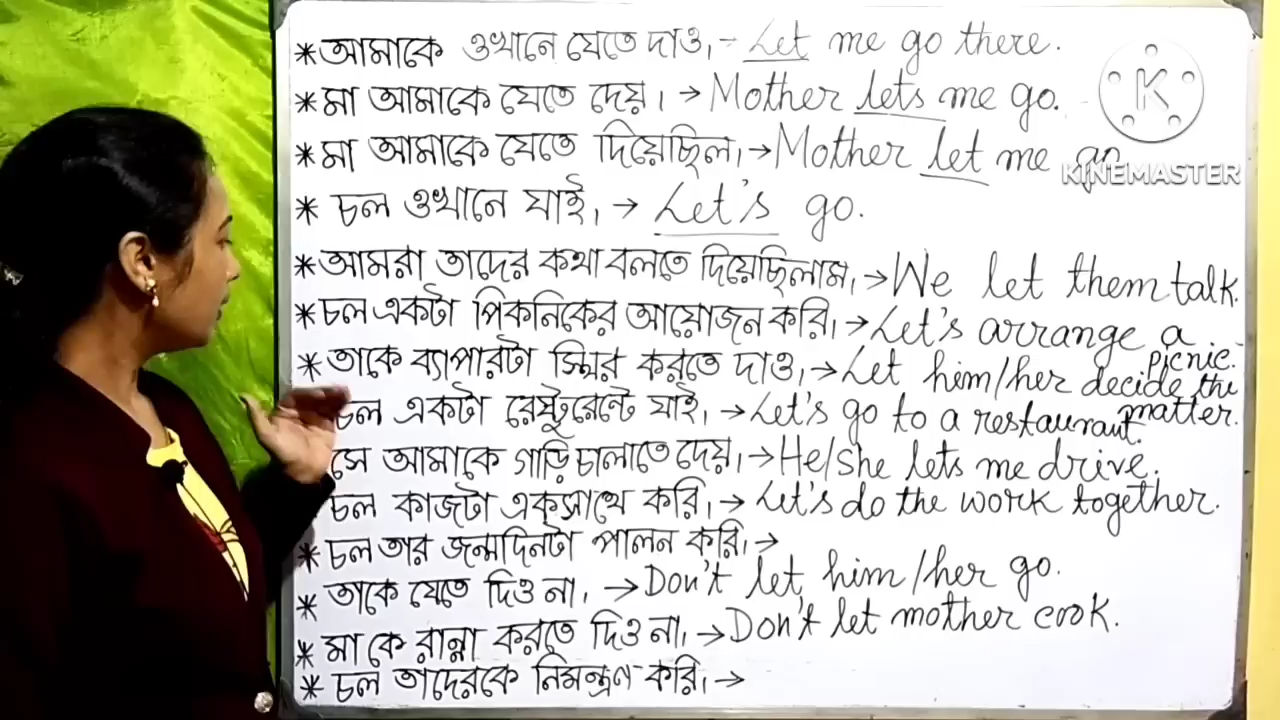 * আমাকে ওখানে যেতে দাও।- Let me go there.
* মা আমাকে যেতে দেয়। → Mother lets me go.
* মা আমাকে যেতে দিয়েছিল। → Mother let me go
* চল ওখানে যাই। → Let's go.
* আমরা তাদের কথা বলতে দিয়েছিলাম। → We let them talk.
* চল একটা পিকনিকের আয়োজন করি। → Let's arrange a picnic.
* তাকে ব্যাপারটা স্থির করতে দাও। → Let him/her decide the matter.
চল একটা রেষ্টুরেন্টে যাই। → Let's go to a restaurant.
সে আমাকে গাড়ি চালাতে দেয়। → He/she lets me drive.
চল কাজটা একসাথে করি। → Let's do the work together.
* চল তার জন্মদিনটা পালন করি। →
* তাকে যেতে দিও না। → Don't let him/her go.
* মা কে রান্না করতে দিও না। → Don't let mother cook.
* চল তাদেরকে নিমন্ত্রণ করি। →
K
KINEMASTER